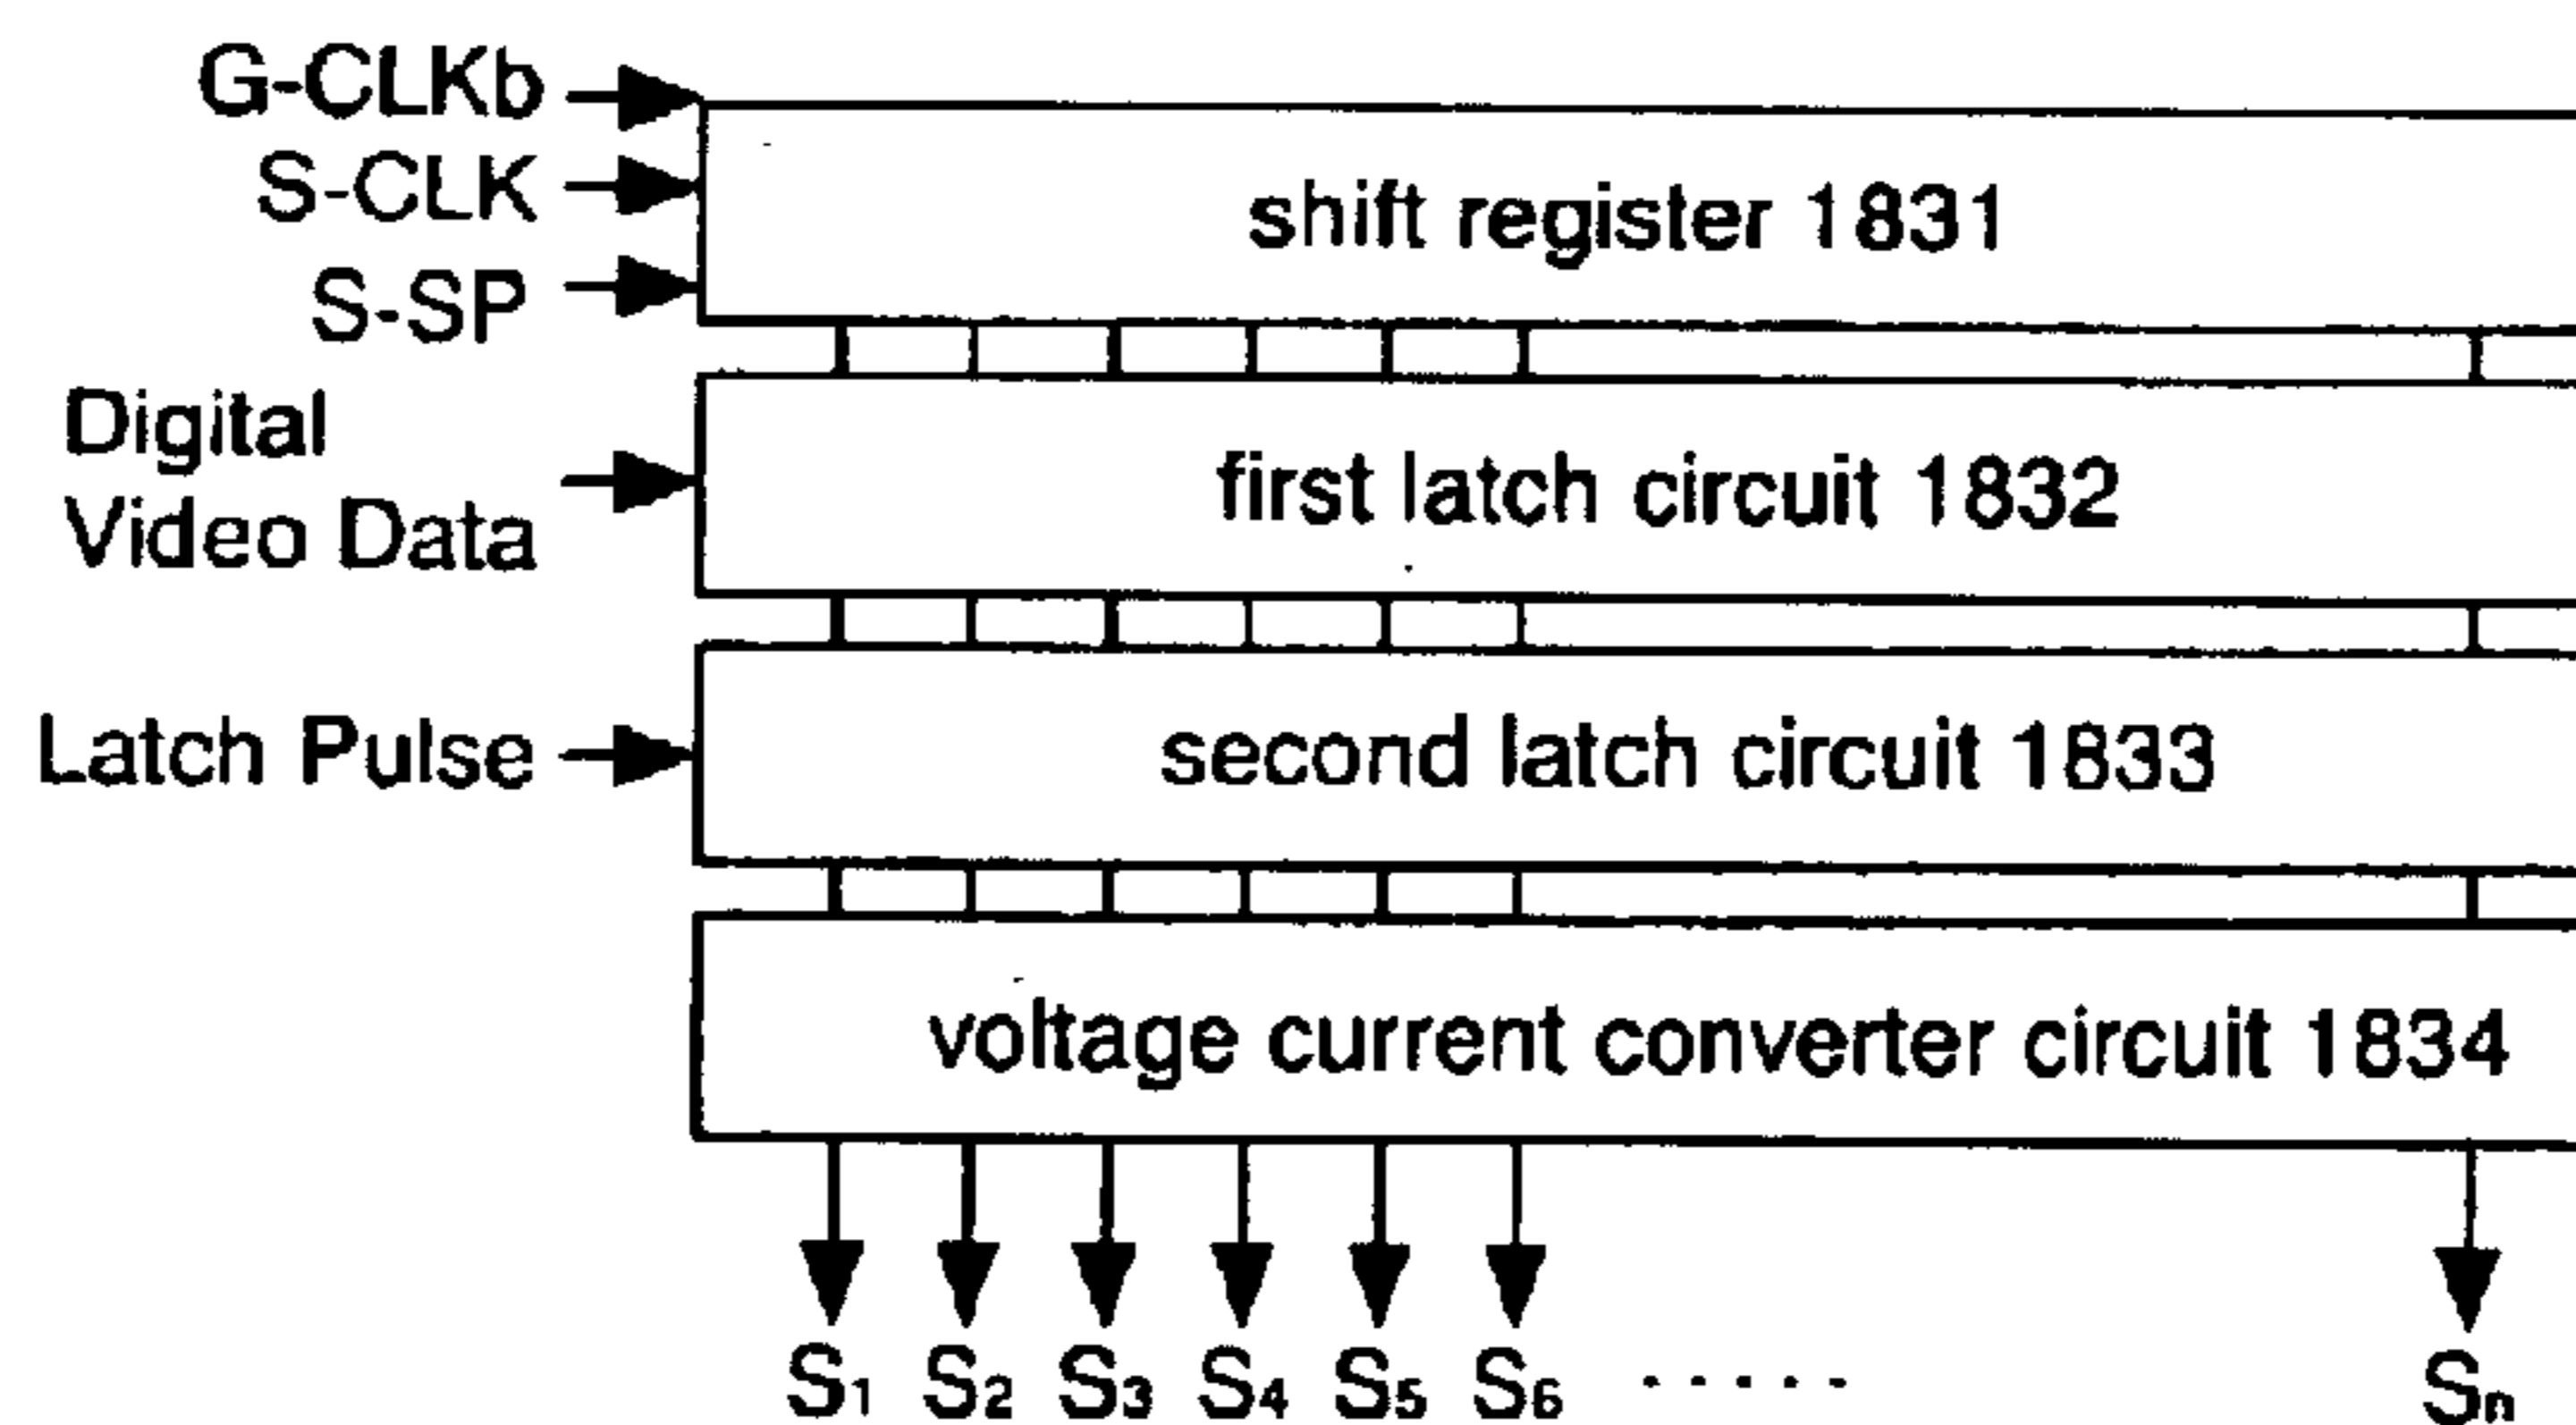 G-CLKb
S-CLK
S-SP
shift register 1831
Digital
Video Data
first latch circuit 1832
Latch Pulse
second latch circuit 1833
voltage current converter circuit 1834
S1 S2 S3 S4 S5 S6 ..... Sn